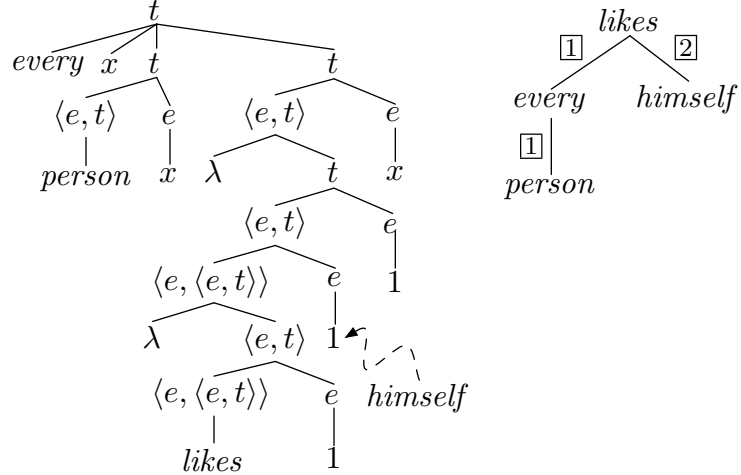 t
likes
1 2
every x t t
⟨e, t⟩ e ⟨e, t⟩ e every himself
1
person x λ t x person
⟨e, t⟩ e
⟨e, ⟨e, t⟩⟩ e 1
λ ⟨e, t⟩ 1
⟨e, ⟨e, t⟩⟩ e himself
likes 1